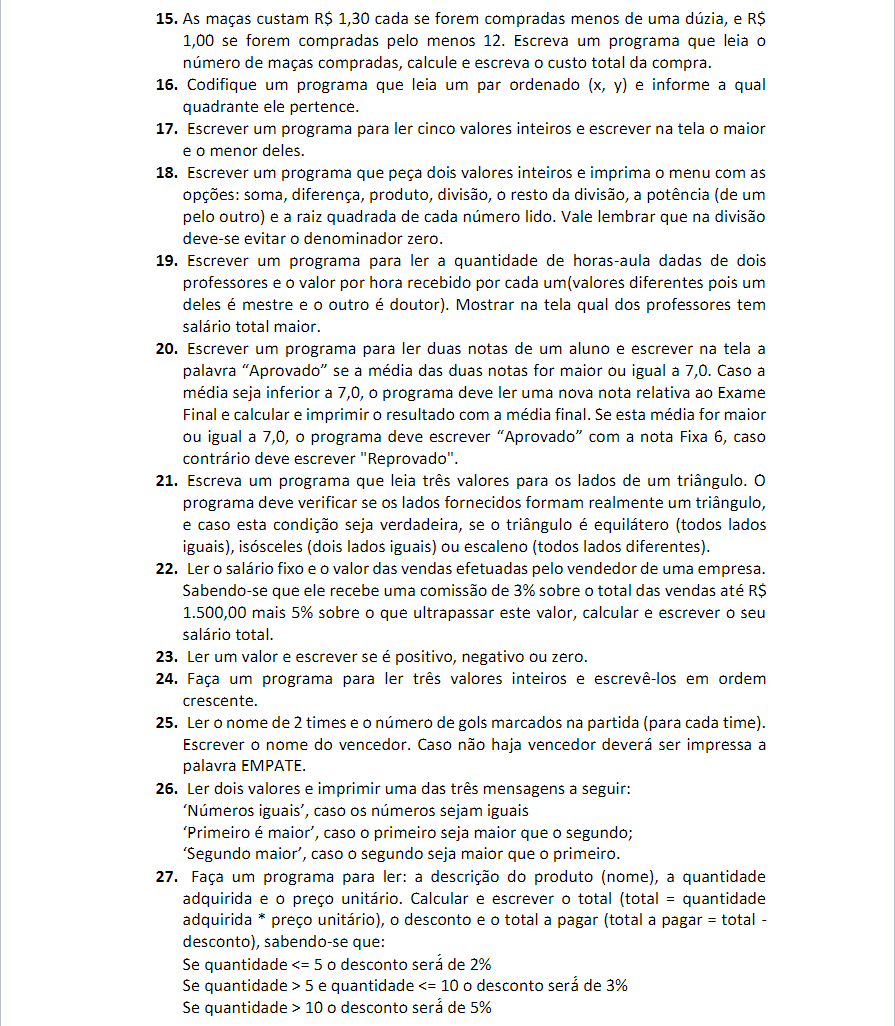 15. As maças custam R$ 1,30 cada se forem compradas menos de uma dúzia, e R$
1,00 se forem compradas pelo menos 12. Escreva um programa que leia o
número de maças compradas, calcule e escreva o custo total da compra.
16. Codifique um programa que leia um par ordenado (x, y) e informe a qual
quadrante ele pertence.
17. Escrever um programa para ler cinco valores inteiros e escrever na tela o maior
e o menor deles.
18. Escrever um programa que peça dois valores inteiros e imprima o menu com as
opções: soma, diferença, produto, divisão, o resto da divisão, a potência (de um
pelo outro) e a raiz quadrada de cada número lido. Vale lembrar que na divisão
deve-se evitar o denominador zero.
19. Escrever um programa para ler a quantidade de horas-aula dadas de dois
professores e o valor por hora recebido por cada um(valores diferentes pois um
deles é mestre e o outro é doutor). Mostrar na tela qual dos professores tem
salário total maior.
20. Escrever um programa para ler duas notas de um aluno e escrever na tela a
palavra “Aprovado” se a média das duas notas for maior ou igual a 7,0. Caso a
média seja inferior a 7,0, o programa deve ler uma nova nota relativa ao Exame
Final e calcular e imprimir o resultado com a média final. Se esta média for maior
ou igual a 7,0, o programa deve escrever “Aprovado” com a nota Fixa 6, caso
contrário deve escrever "Reprovado".
21. Escreva um programa que leia três valores para os lados de um triângulo. O
programa deve verificar se os lados fornecidos formam realmente um triângulo,
e caso esta condição seja verdadeira, se o triângulo é equilátero (todos lados
iguais), isósceles (dois lados iguais) ou escaleno (todos lados diferentes).
22. Ler o salário fixo e o valor das vendas efetuadas pelo vendedor de uma empresa.
Sabendo-se que ele recebe uma comissão de 3% sobre o total das vendas até R$
1.500,00 mais 5% sobre o que ultrapassar este valor, calcular e escrever o seu
salário total.
23. Ler um valor e escrever se é positivo, negativo ou zero.
24. Faça um programa para ler três valores inteiros e escrevê-los em ordem
crescente.
25. Ler o nome de 2 times e o número de gols marcados na partida (para cada time).
Escrever o nome do vencedor. Caso não haja vencedor deverá ser impressa a
palavra EMPATE.
26. Ler dois valores e imprimir uma das três mensagens a seguir:
‘Números iguais’, caso os números sejam iguais
‘Primeiro é maior’, caso o primeiro seja maior que o segundo;
‘Segundo maior’, caso o segundo seja maior que o primeiro.
27. Faça um programa para ler: a descrição do produto (nome), a quantidade
adquirida e o preço unitário. Calcular e escrever o total (total = quantidade
adquirida * preço unitário), o desconto e o total a pagar (total a pagar = total -
desconto), sabendo-se que:
Se quantidade <= 5 o desconto será de 2%
Se quantidade > 5 e quantidade <= 10 o desconto será de 3%
Se quantidade > 10 o desconto será de 5%